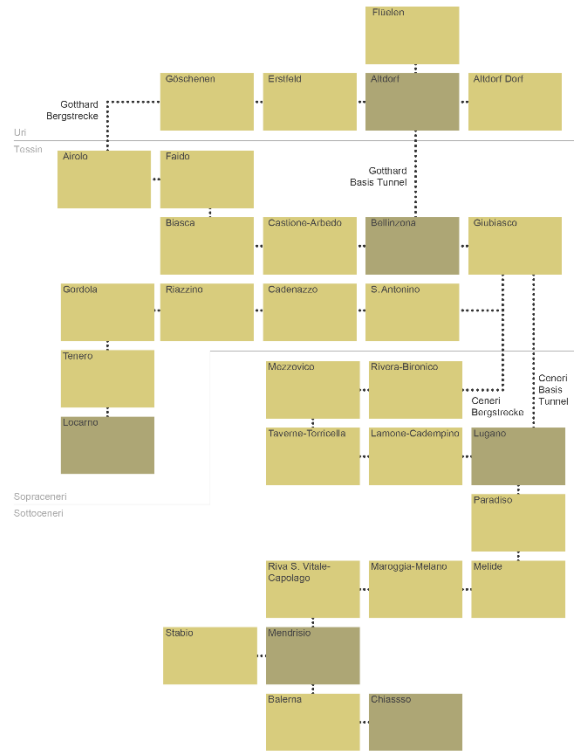 Flüelen
Göschenen
Erstfeld
Altdorf
Altdorf Dorf
Gotthard
Bergstrecke
Uri
Tessin
Airolo
Faido
Gotthard
Basis Tunnel
Biasca
Castione-Arbedo
Bellinzona
Giubiasco
Gordola
Riazzino
Cadenazzo
S. Antonino
Tenero
Mezzovico
Rivera-Bironico
Ceneri
Bergstrecke
Ceneri
Basis
Tunnel
Locarno
Taverne-Torricella
Lamone-Cadempino
Lugano
Sopraceneri
Sottoceneri
Paradiso
Riva S. Vitale-
Capolago
Maroggia-Melano
Melide
Stabio
Mendrisio
Balerna
Chiassso